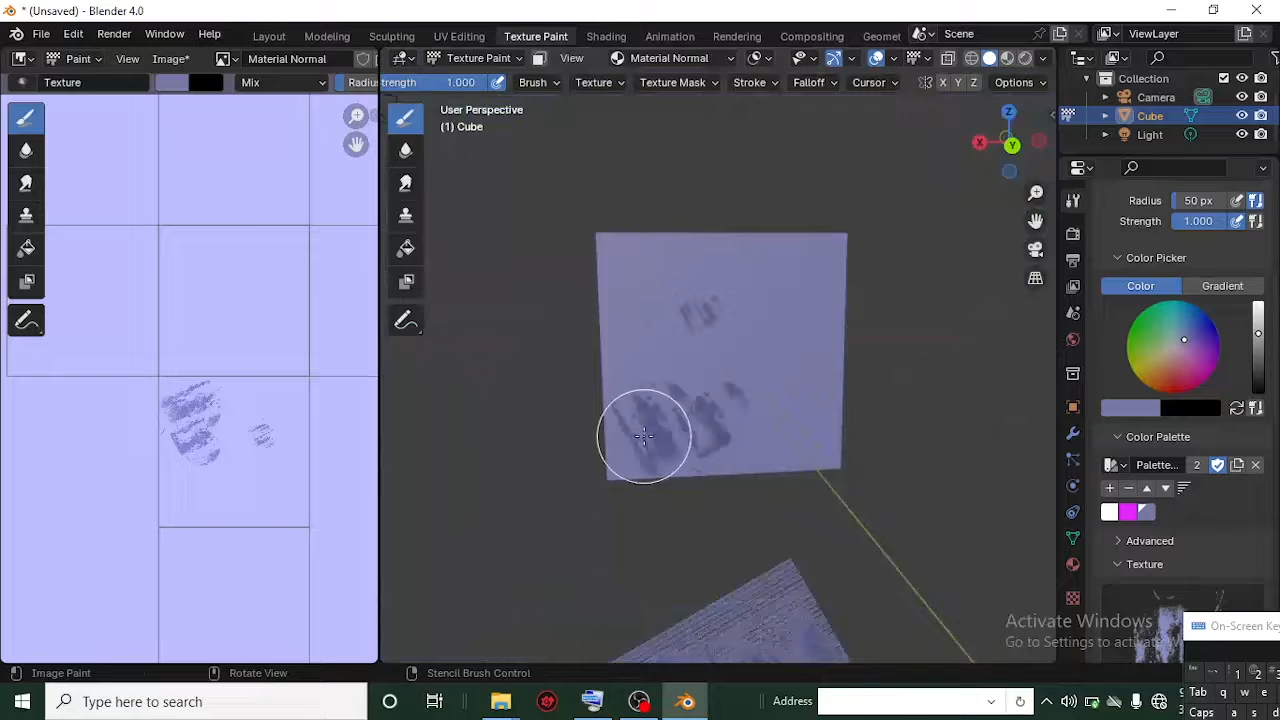 * (Unsaved) - Blender 4.0
File Edit Render Window Help Layout Modeling Sculpting UV Editing Texture Paint Shading Animation Rendering Compositing Geomet Scene ViewLayer
Paint View Image* Material Normal Texture Paint View Material Normal
Texture Mix Radiu trength 1.000 Brush Texture Texture Mask Stroke Falloff Cursor X Y Z Options
Collection
Camera
Cube
Light
User Perspective
(1) Cube
Z
X
Y
Radius 50 px
Strength 1.000
Color Picker
Color Gradient
Color Palette
Palette... 2
Advanced
Texture
Activate Windows
Go to Settings to activate W
On-Screen Key
Tab q w e r
Caps a s d
Image Paint Rotate View Stencil Brush Control
Type here to search Address